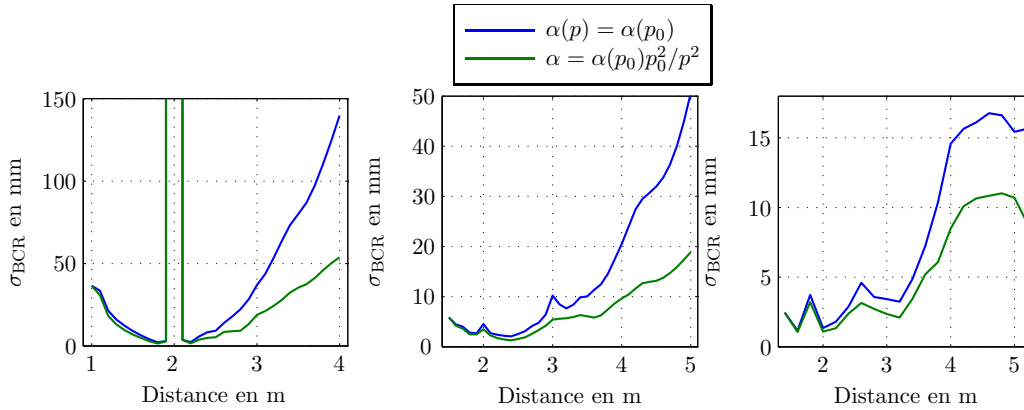 α(p) = α(p₀)
α = α(p₀)p₀²/p²
150
100
50
0
1 2 3 4
σ_BCR en mm
Distance en m
50
40
30
20
10
0
2 3 4 5
σ_BCR en mm
Distance en m
15
10
5
0
2 3 4 5
σ_BCR en mm
Distance en m